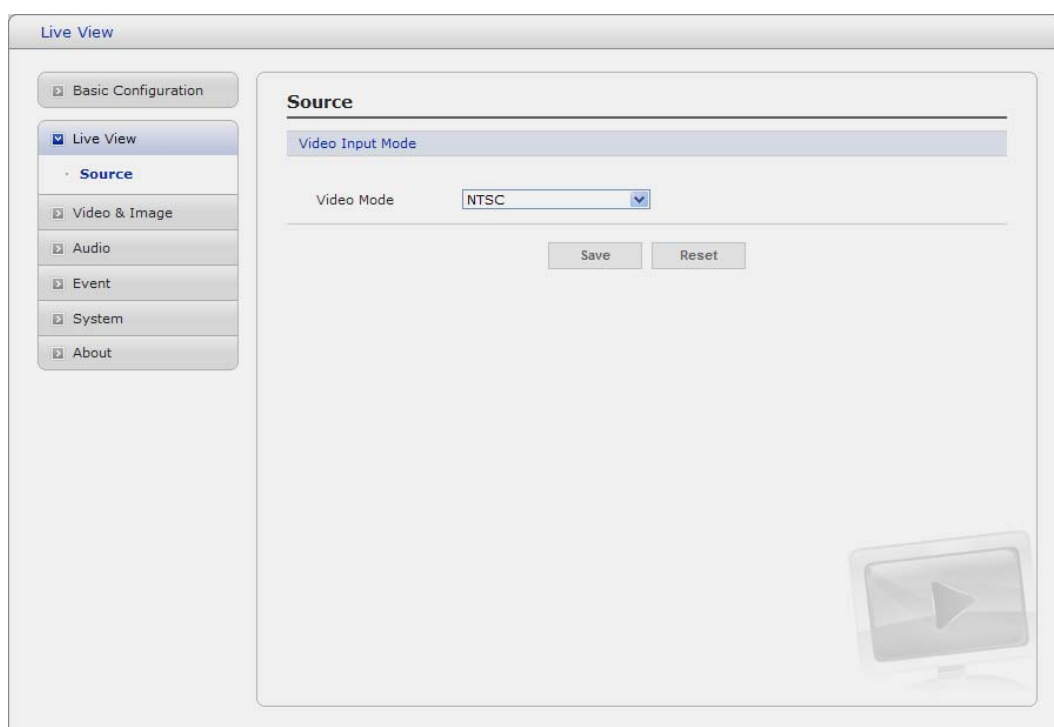 Live View
Basic Configuration
Live View
· Source
Video & Image
Audio
Event
System
About
Source
Video Input Mode
Video Mode NTSC
Save Reset